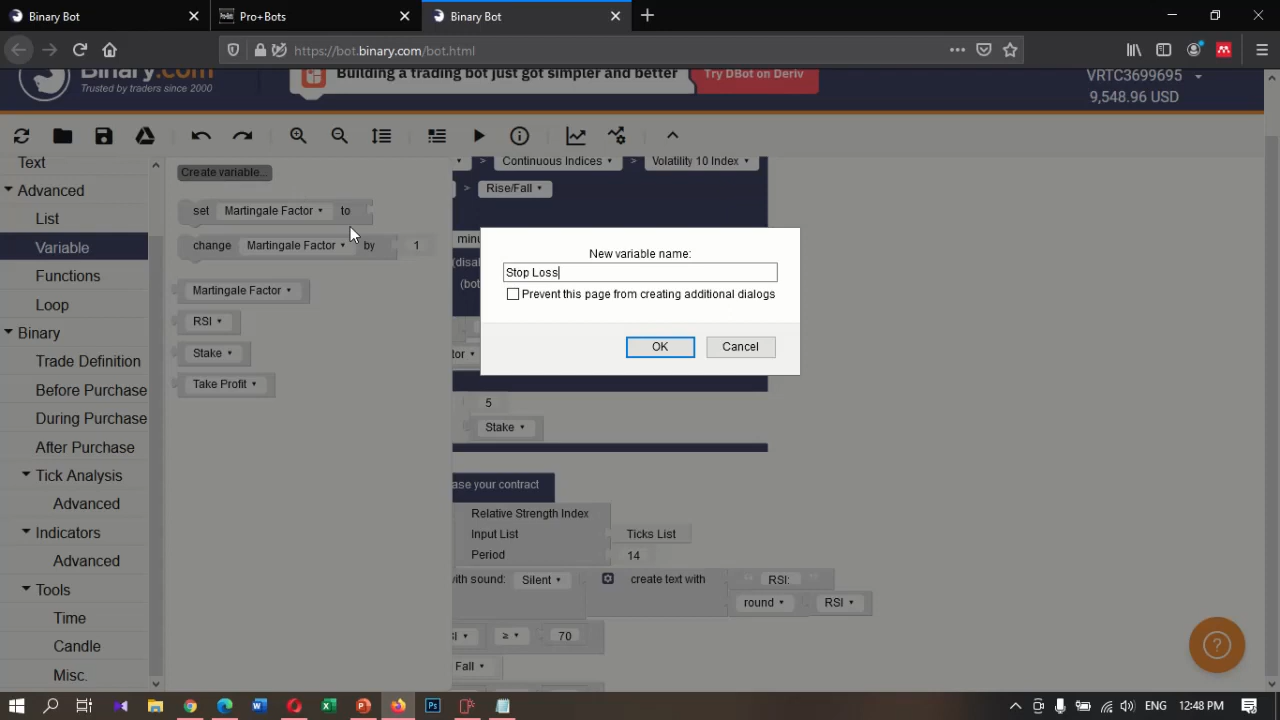 Binary Bot
Pro+Bots
Binary Bot
https://bot.binary.com/bot.html
Binary.com
Trusted by traders since 2000
Building a trading bot just got simpler and better
Try DBot on Deriv
VRTC3699695
9,548.96 USD
Text
Advanced
List
Variable
Indicators
Loop
Binary
Trade Definition
Before Purchase
During Purchase
After Purchase
Tick Analysis
Advanced
Indicators
Advanced
Tools
Time
Candle
Misc.
Create variable...
set Martingale Factor to
change Martingale Factor by 1
Martingale Factor
RSI
Stake
Take Profit
> Continuous Indices > Volatility 10 Index
> Rise/Fall
minu
(disa
(bot
tor
5
Stake
New variable name:
Stop Loss
Prevent this page from creating additional dialogs
OK
Cancel
ase your contract
Relative Strength Index
Input List Ticks List
Period 14
with sound: Silent create text with RSI:
round RSI
SI ≥ 70
Fall
ENG 12:48 PM